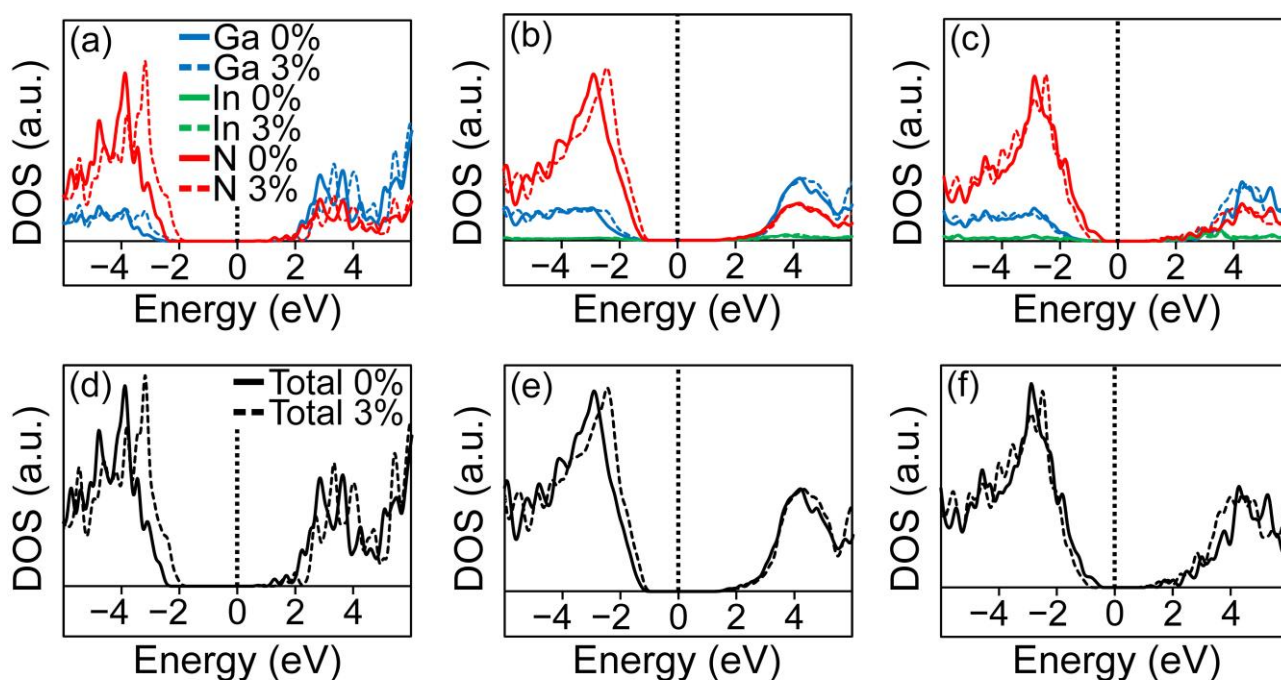 (a)
Ga 0%
Ga 3%
In 0%
In 3%
N 0%
N 3%
DOS (a.u.)
−4 −2 0 2 4
Energy (eV)
(b)
DOS (a.u.)
−4 −2 0 2 4
Energy (eV)
(c)
DOS (a.u.)
−4 −2 0 2 4
Energy (eV)
(d)
Total 0%
Total 3%
DOS (a.u.)
−4 −2 0 2 4
Energy (eV)
(e)
DOS (a.u.)
−4 −2 0 2 4
Energy (eV)
(f)
DOS (a.u.)
−4 −2 0 2 4
Energy (eV)